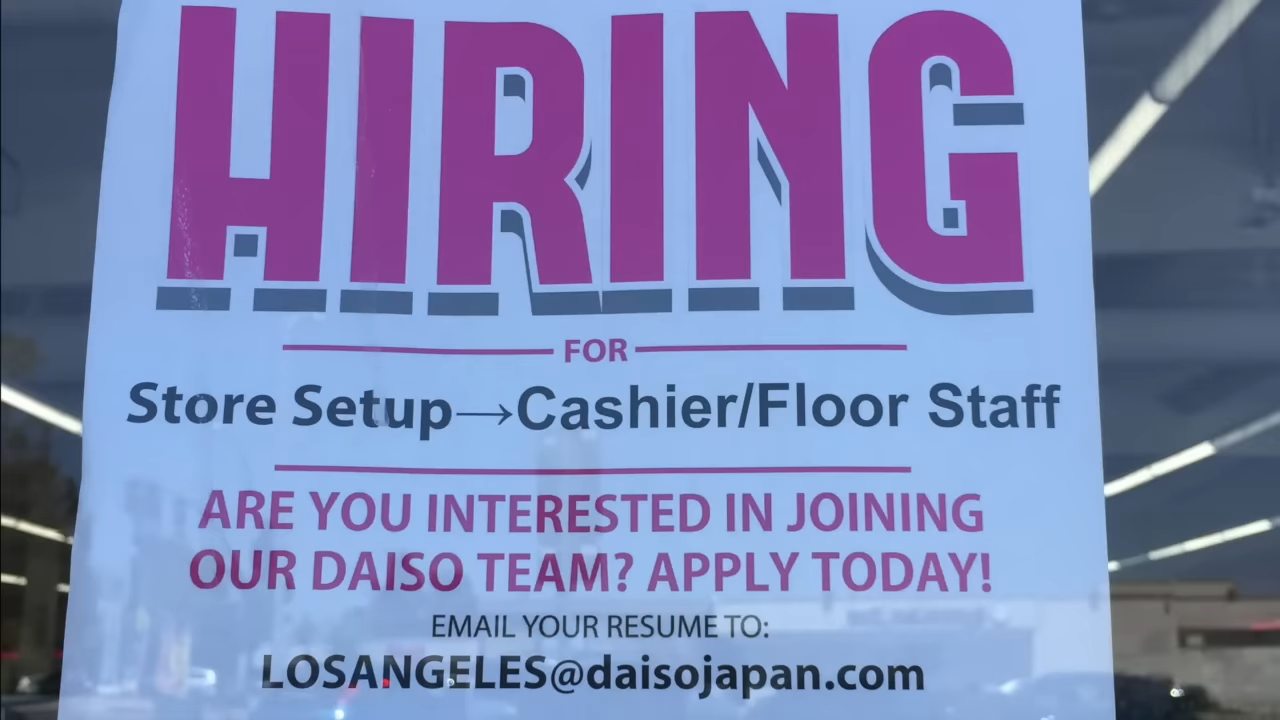 HIRING
FOR
Store Setup→Cashier/Floor Staff
ARE YOU INTERESTED IN JOINING
OUR DAISO TEAM? APPLY TODAY!
EMAIL YOUR RESUME TO:
LOSANGELES@daisojapan.com